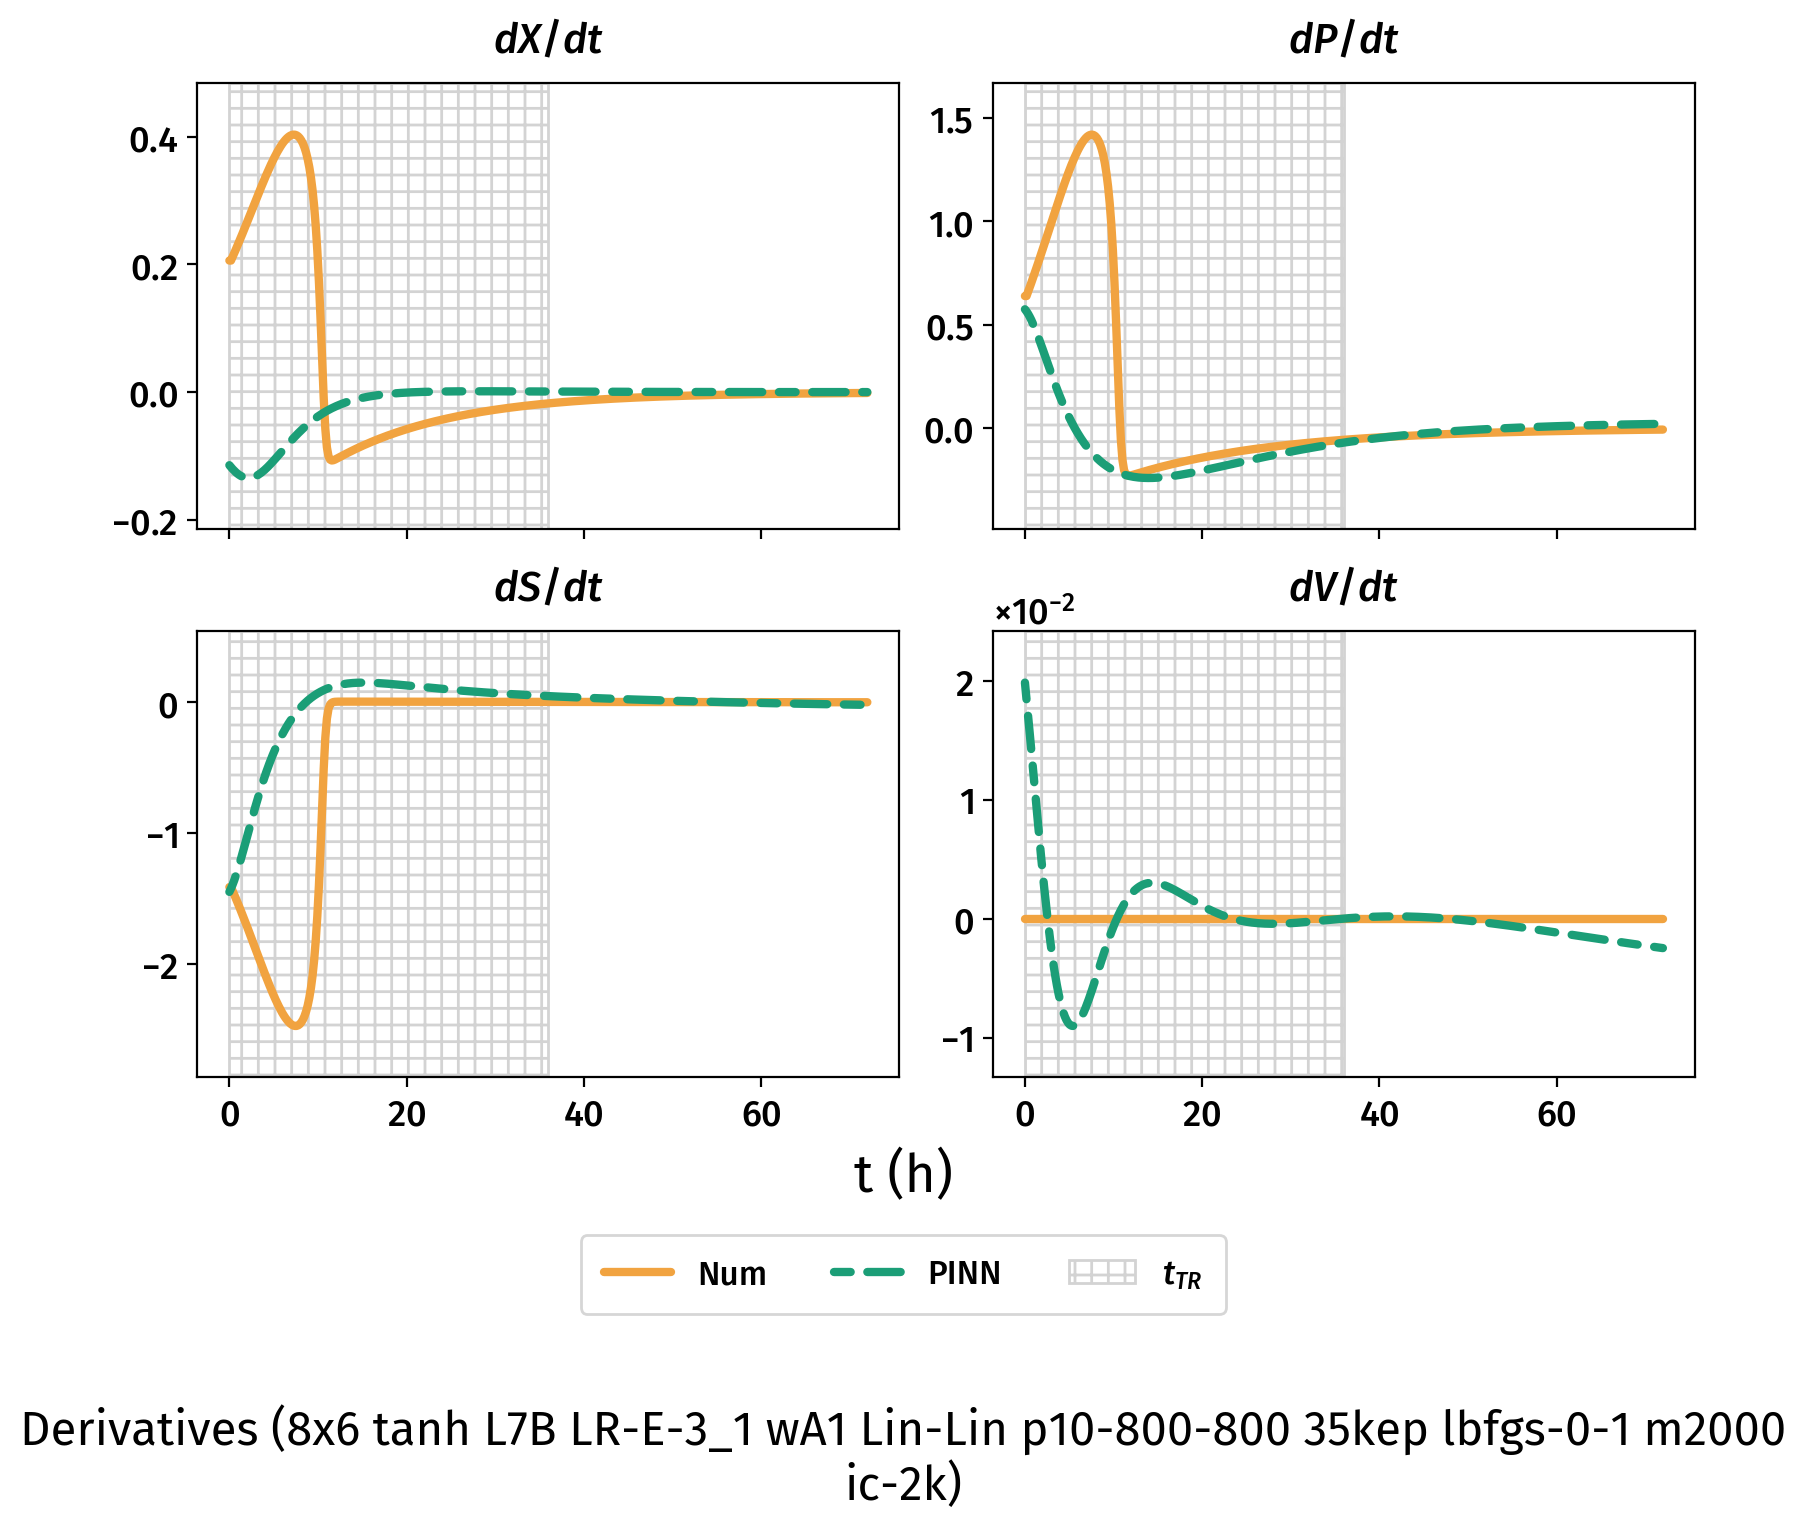 dX/dt
dP/dt
0.4
0.2
0.0
−0.2
1.5
1.0
0.5
0.0
dS/dt
dV/dt
×10⁻²
0
−1
−2
2
1
0
−1
0 20 40 60
0 20 40 60
t (h)
Num PINN t_TR
Derivatives (8x6 tanh L7B LR-E-3_1 wA1 Lin-Lin p10-800-800 35kep lbfgs-0-1 m2000
ic-2k)